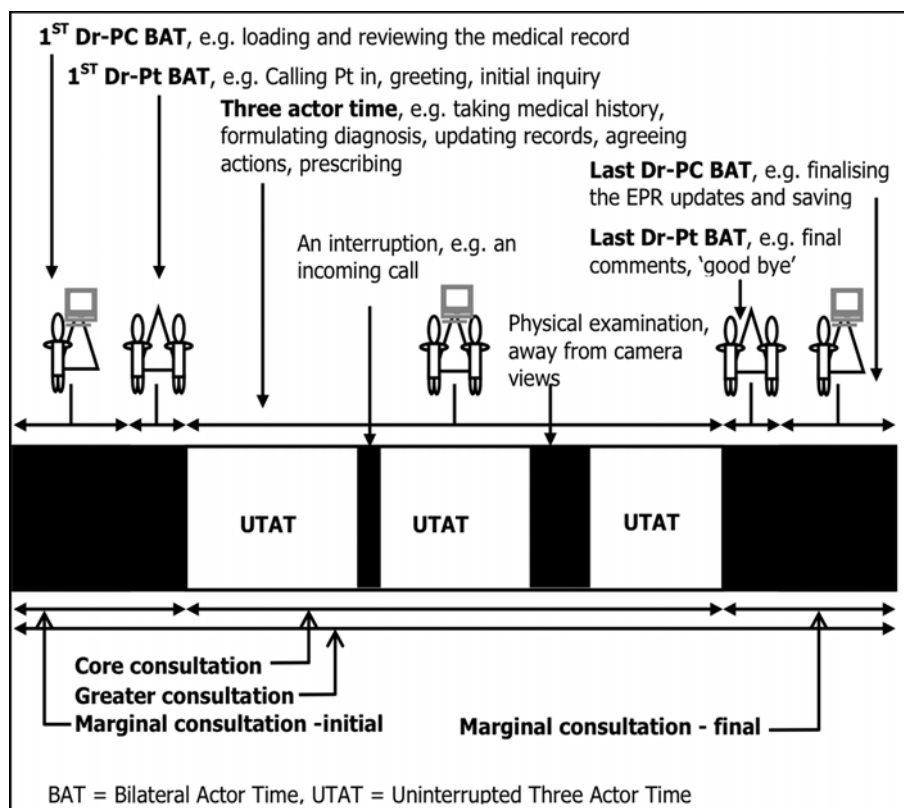 1ST Dr-PC BAT, e.g. loading and reviewing the medical record
1ST Dr-Pt BAT, e.g. Calling Pt in, greeting, initial inquiry
Three actor time, e.g. taking medical history,
formulating diagnosis, updating records, agreeing
actions, prescribing
Last Dr-PC BAT, e.g. finalising
the EPR updates and saving
An interruption, e.g. an
incoming call
Last Dr-Pt BAT, e.g. final
comments, ‘good bye’
Physical examination,
away from camera
views
UTAT
UTAT
UTAT
Core consultation
Greater consultation
Marginal consultation -initial
Marginal consultation - final
BAT = Bilateral Actor Time, UTAT = Uninterrupted Three Actor Time